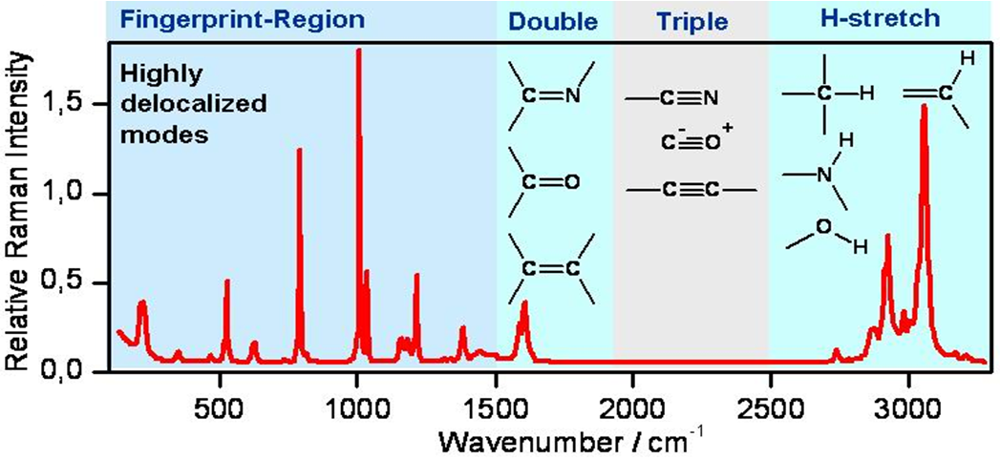 Fingerprint-Region Double Triple H-stretch
Highly
delocalized
modes
Relative Raman Intensity
1,5
1,0
0,5
0,0
C=N
C=O
C=C
C≡N
C⁻≡O⁺
C≡C
C-H
C
H
N
H
O
H
500 1000 1500 2000 2500 3000
Wavenumber / cm⁻¹